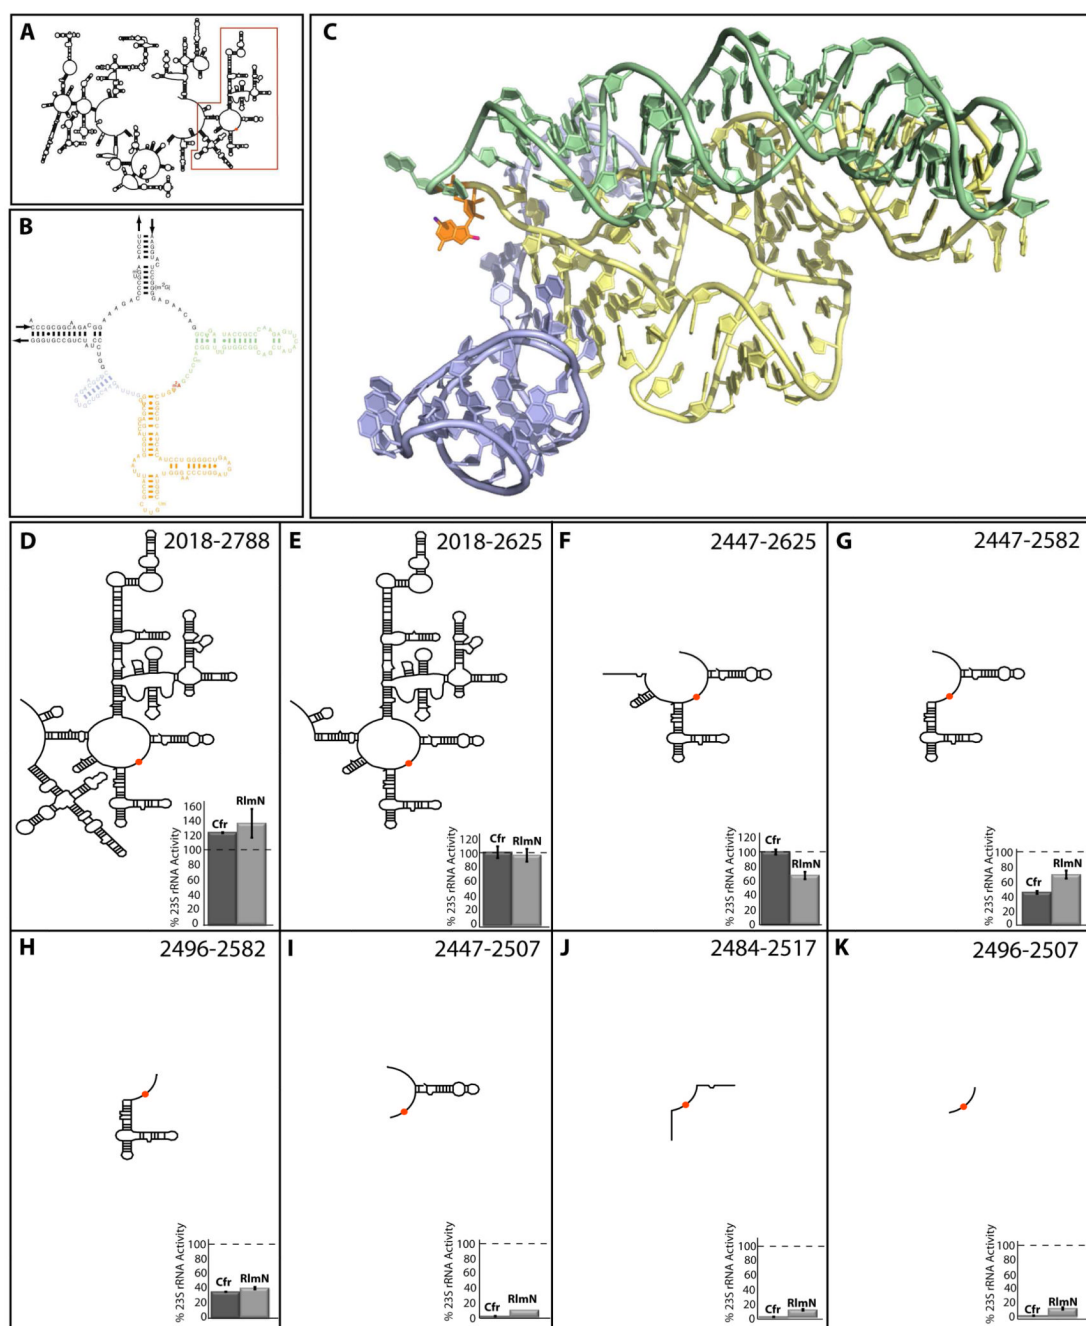 A
B
C
D
2018-2788
160
140
120
100
80
60
40
20
0
% 23S rRNA Activity
Cfr
RlmN
E
2018-2625
120
100
80
60
40
20
0
% 23S rRNA Activity
Cfr
RlmN
F
2447-2625
120
100
80
60
40
20
0
% 23S rRNA Activity
Cfr
RlmN
G
2447-2582
100
80
60
40
20
0
% 23S rRNA Activity
Cfr
RlmN
H
2496-2582
100
80
60
40
20
0
% 23S rRNA Activity
Cfr
RlmN
I
2447-2507
100
80
60
40
20
0
% 23S rRNA Activity
Cfr
RlmN
J
2484-2517
100
80
60
40
20
0
% 23S rRNA Activity
Cfr
RlmN
K
2496-2507
100
80
60
40
20
0
% 23S rRNA Activity
Cfr
RlmN